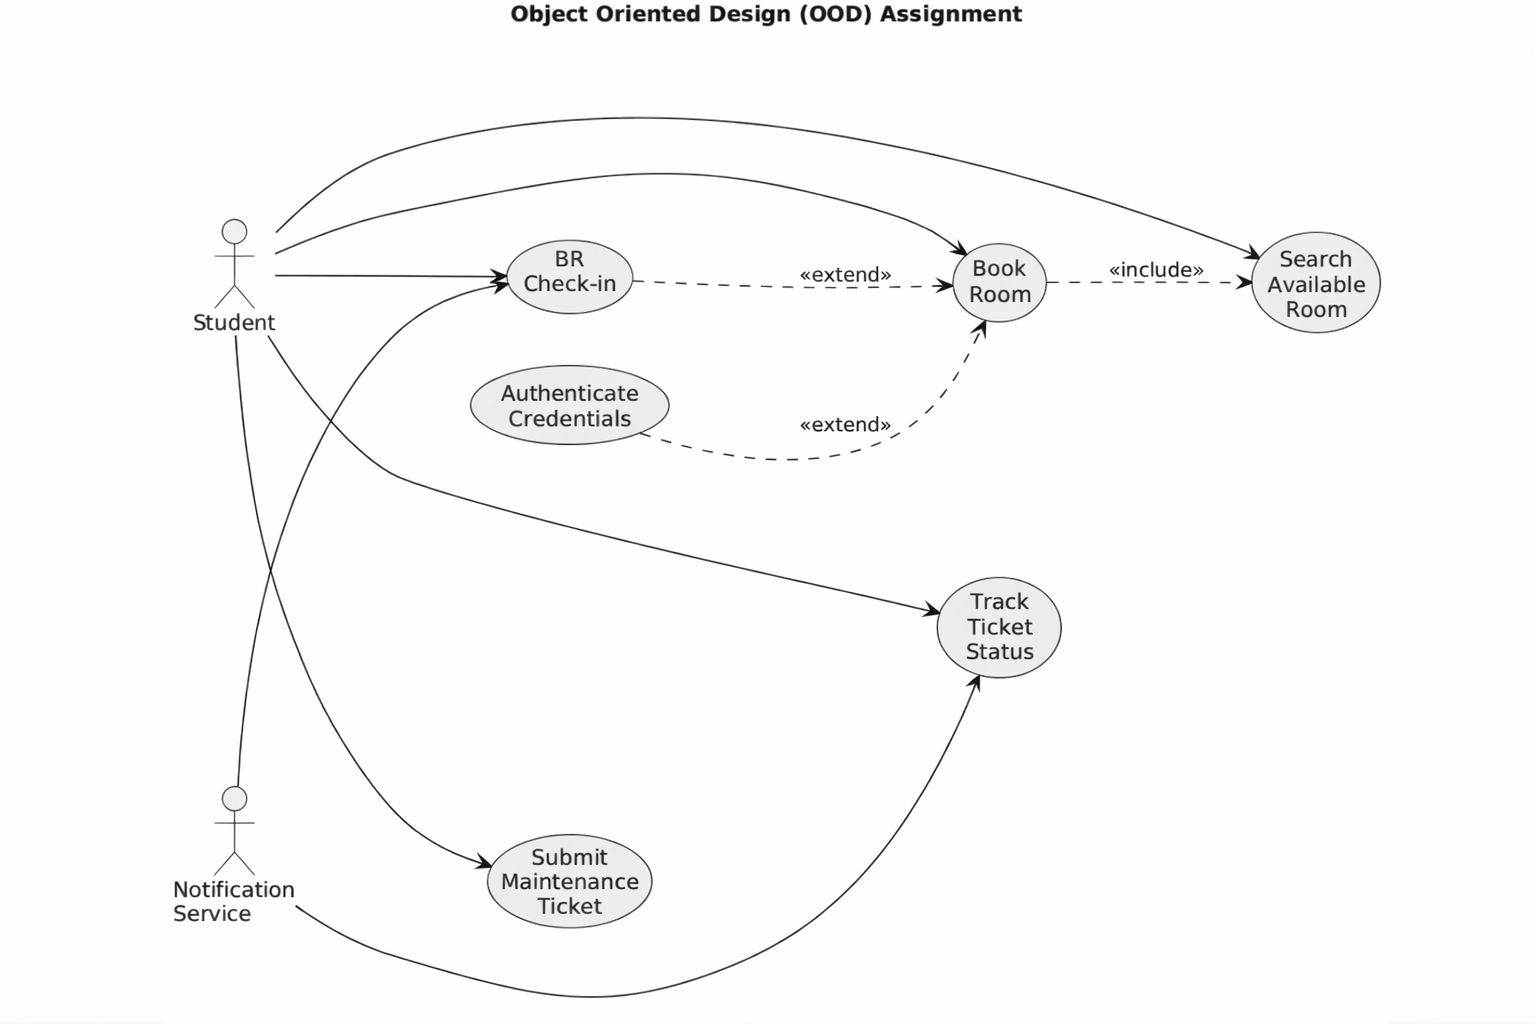 Object Oriented Design (OOD) Assignment
BR
Check-in
«extend»
Book
Room
«include»
Search
Available
Room
Student
Authenticate
Credentials
«extend»
Track
Ticket
Status
Submit
Maintenance
Ticket
Notification
Service